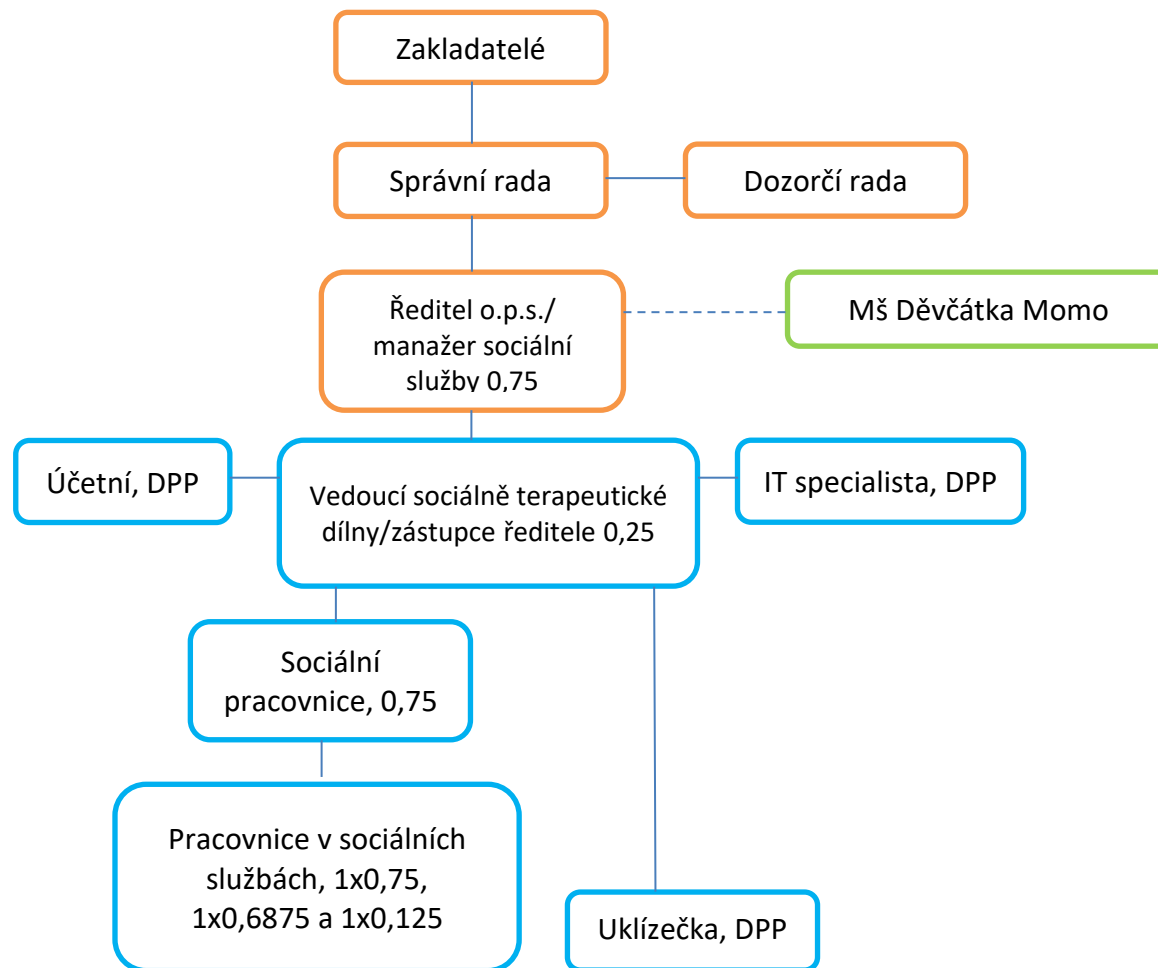 Zakladatelé
Správní rada
Dozorčí rada
Ředitel o.p.s./
manažer sociální
služby 0,75
Mš Děvčátka Momo
Účetní, DPP
Vedoucí sociálně terapeutické
dílny/zástupce ředitele 0,25
IT specialista, DPP
Sociální
pracovnice, 0,75
Pracovnice v sociálních
službách, 1x0,75,
1x0,6875 a 1x0,125
Uklízečka, DPP